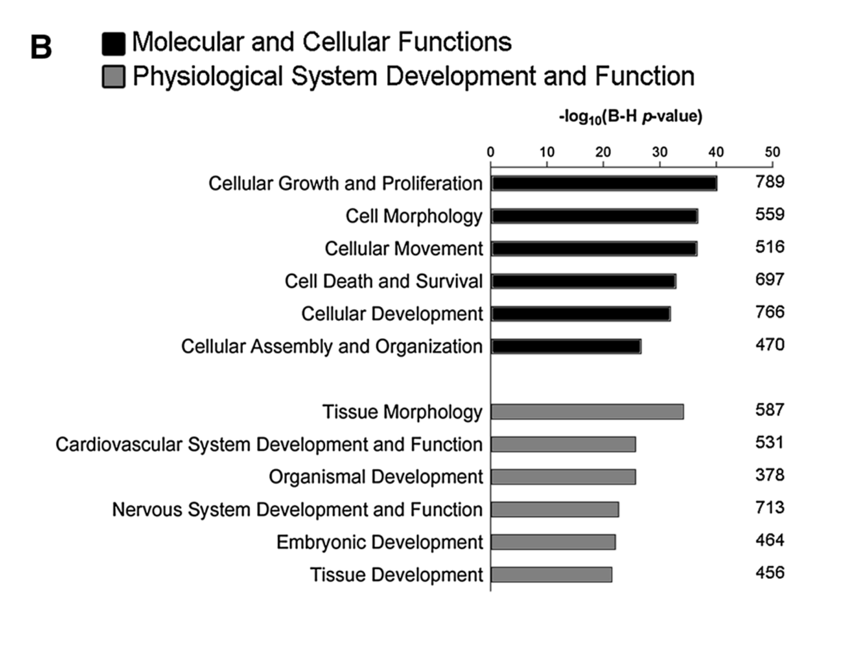 B
Molecular and Cellular Functions
Physiological System Development and Function
-log10(B-H p-value)
0 10 20 30 40 50
Cellular Growth and Proliferation 789
Cell Morphology 559
Cellular Movement 516
Cell Death and Survival 697
Cellular Development 766
Cellular Assembly and Organization 470
Tissue Morphology 587
Cardiovascular System Development and Function 531
Organismal Development 378
Nervous System Development and Function 713
Embryonic Development 464
Tissue Development 456